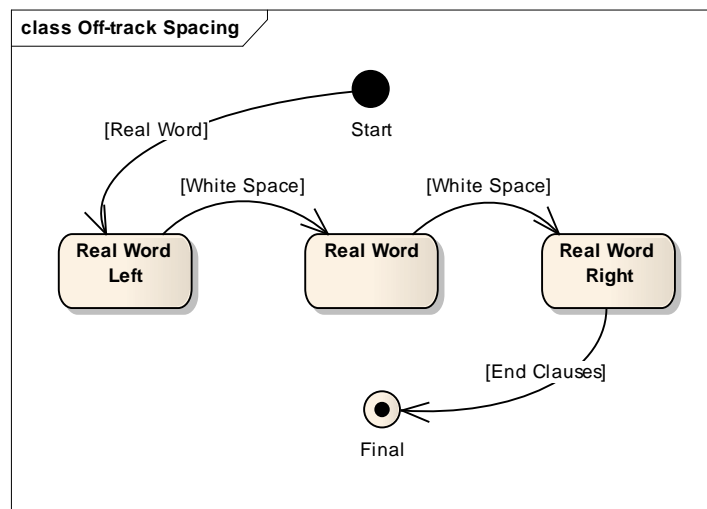 class Off-track Spacing
Start
[Real Word]
[White Space]
[White Space]
Real Word
Left
Real Word
Real Word
Right
[End Clauses]
Final